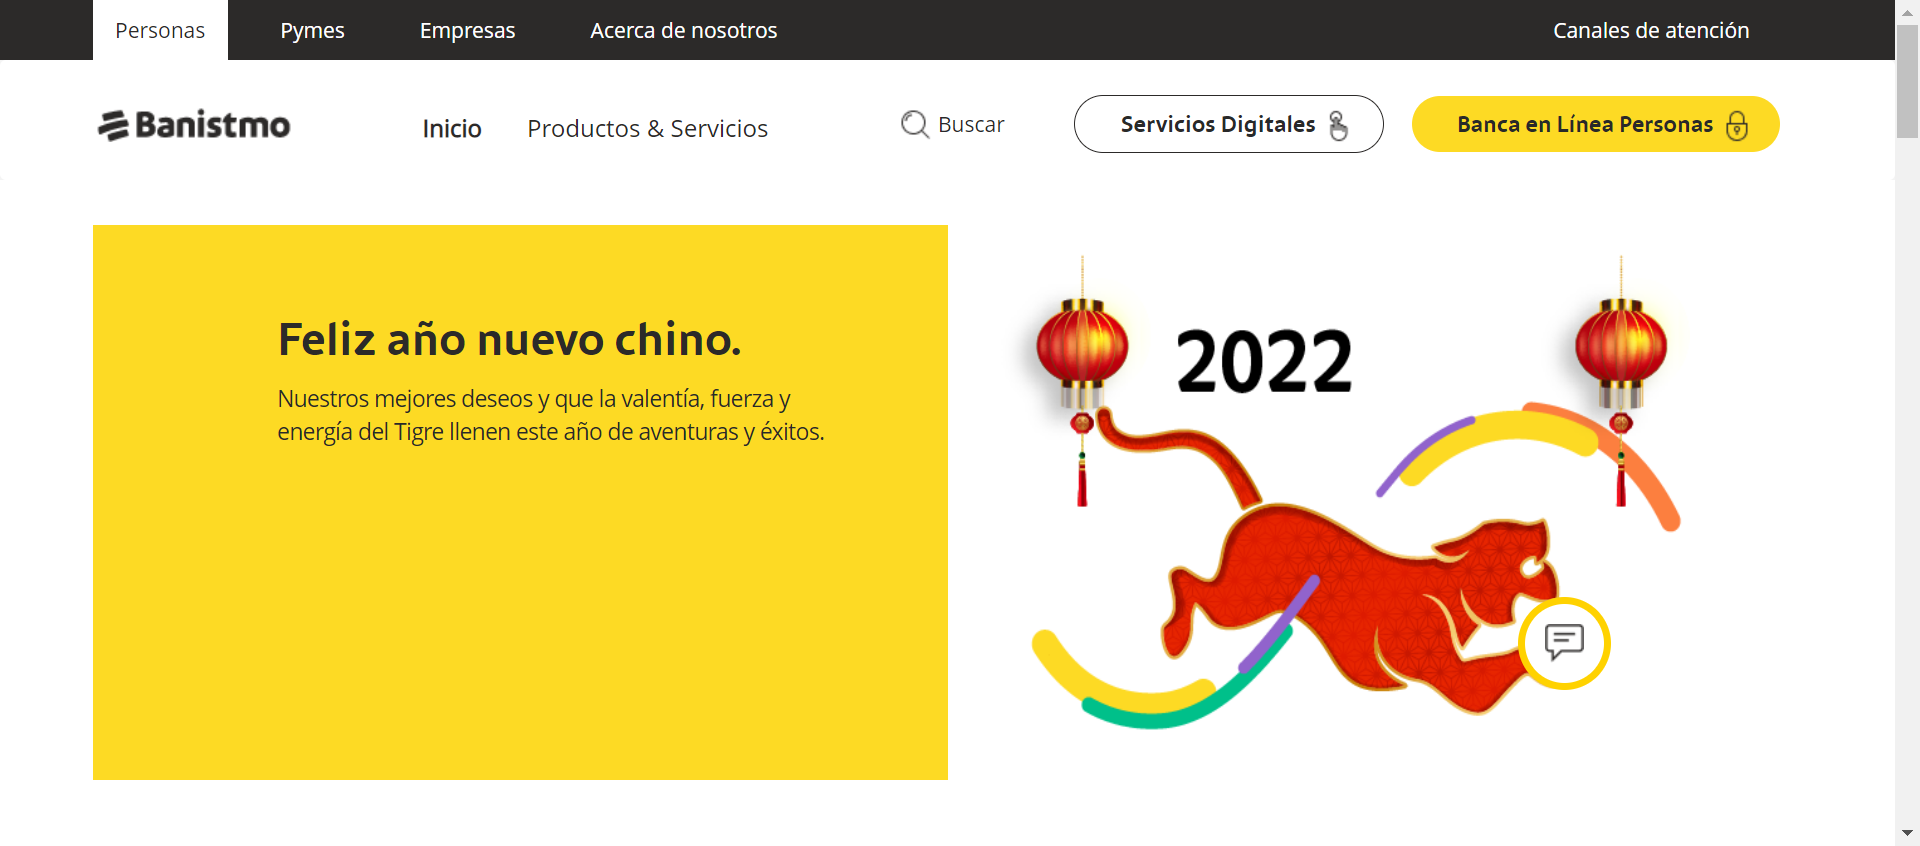 Personas Pymes Empresas Acerca de nosotros Canales de atención
Banistmo Inicio Productos & Servicios Buscar Servicios Digitales Banca en Línea Personas
Feliz año nuevo chino.
Nuestros mejores deseos y que la valentía, fuerza y
energía del Tigre llenen este año de aventuras y éxitos.
2022